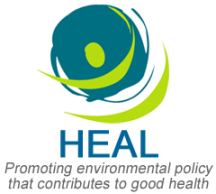 HEAL
Promoting environmental policy
that contributes to good health